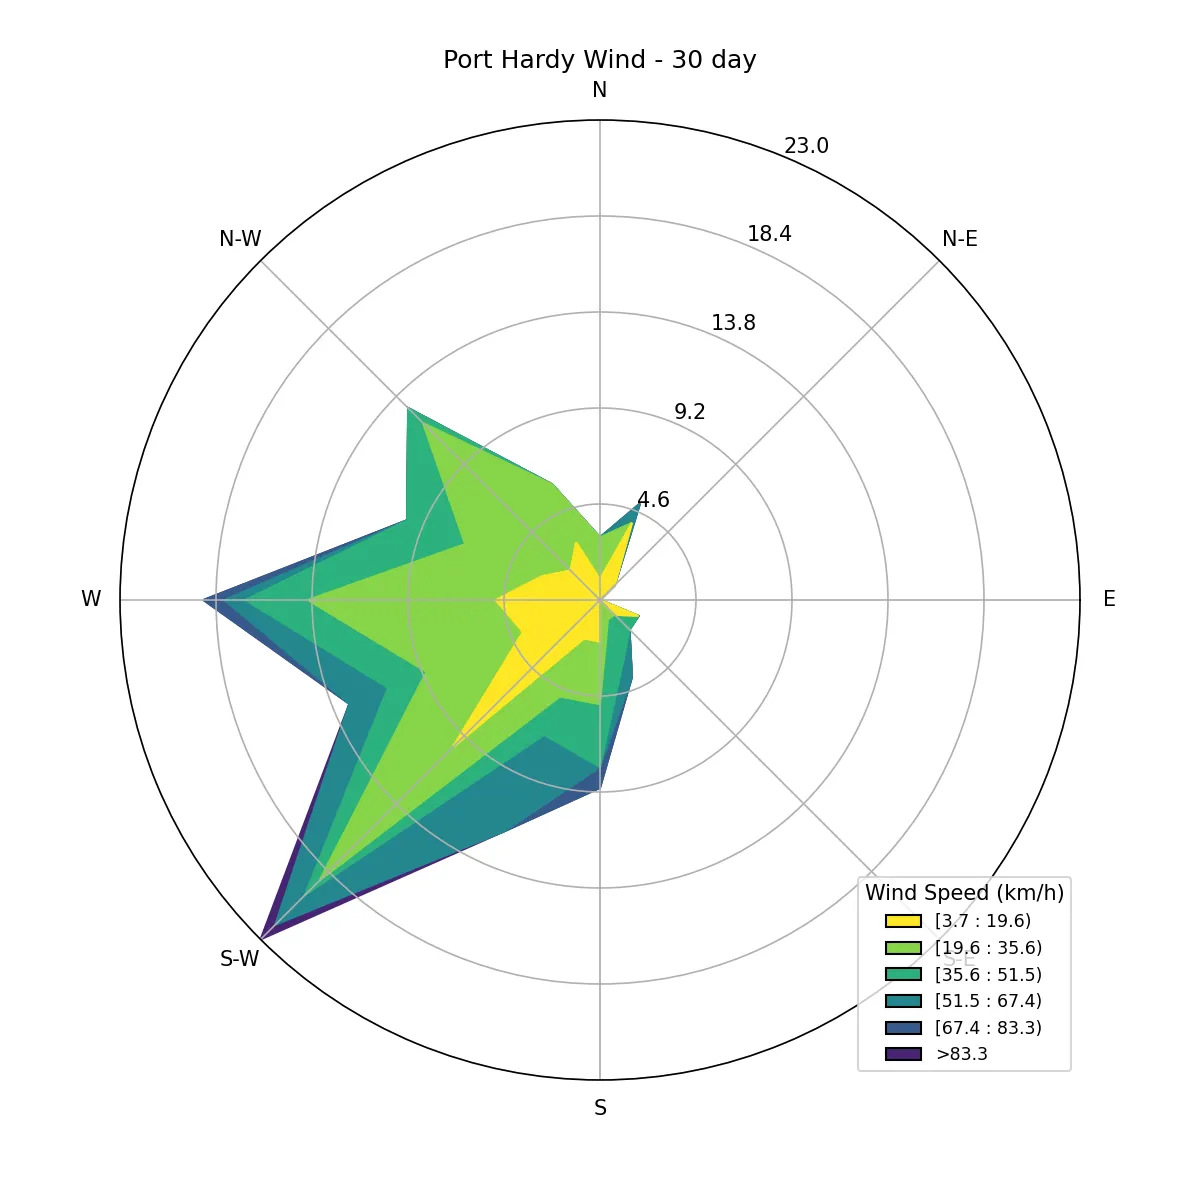 Port Hardy Wind - 30 day
N
23.0
18.4
N-W
N-E
13.8
9.2
4.6
W
E
Wind Speed (km/h)
[3.7 : 19.6)
[19.6 : 35.6)
S-W
S-E
[35.6 : 51.5)
[51.5 : 67.4)
[67.4 : 83.3)
>83.3
S